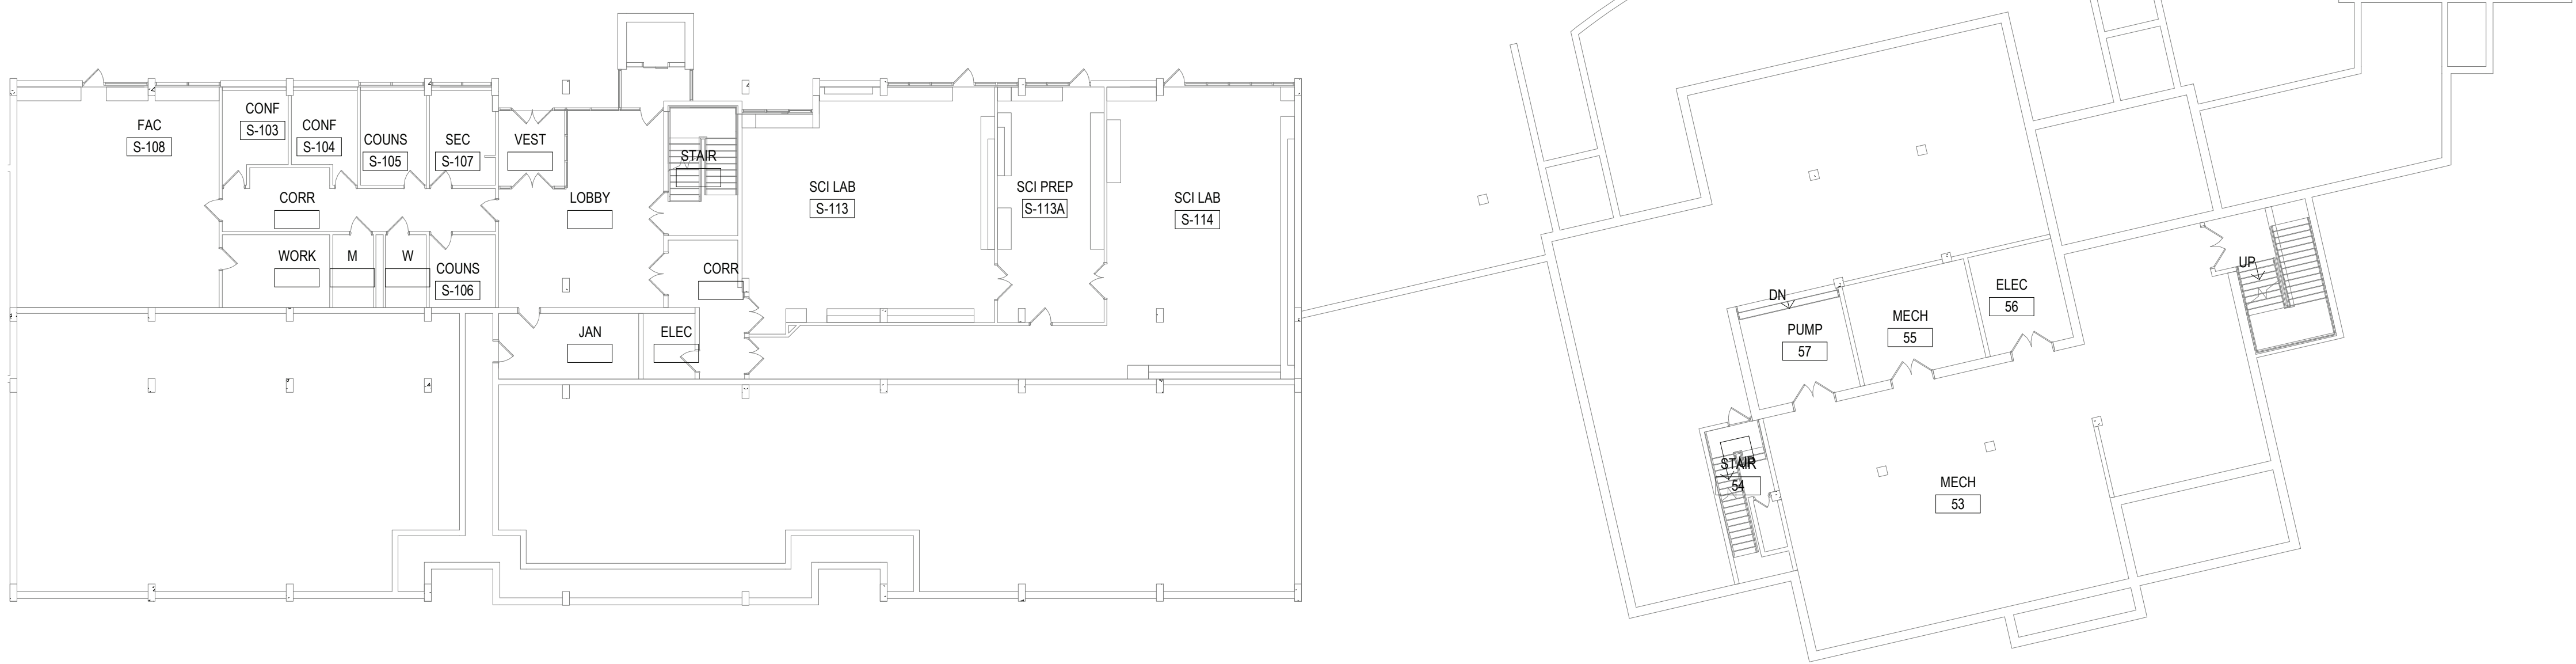 FAC
S-108
CONF
S-103
CONF
S-104
COUNS
S-105
SEC
S-107
VEST
STAIR
CORR
LOBBY
WORK
M
W
COUNS
S-106
CORR
JAN
ELEC
SCI LAB
S-113
SCI PREP
S-113A
SCI LAB
S-114
DN
PUMP
57
MECH
55
ELEC
56
UP
STAIR
54
UP
MECH
53